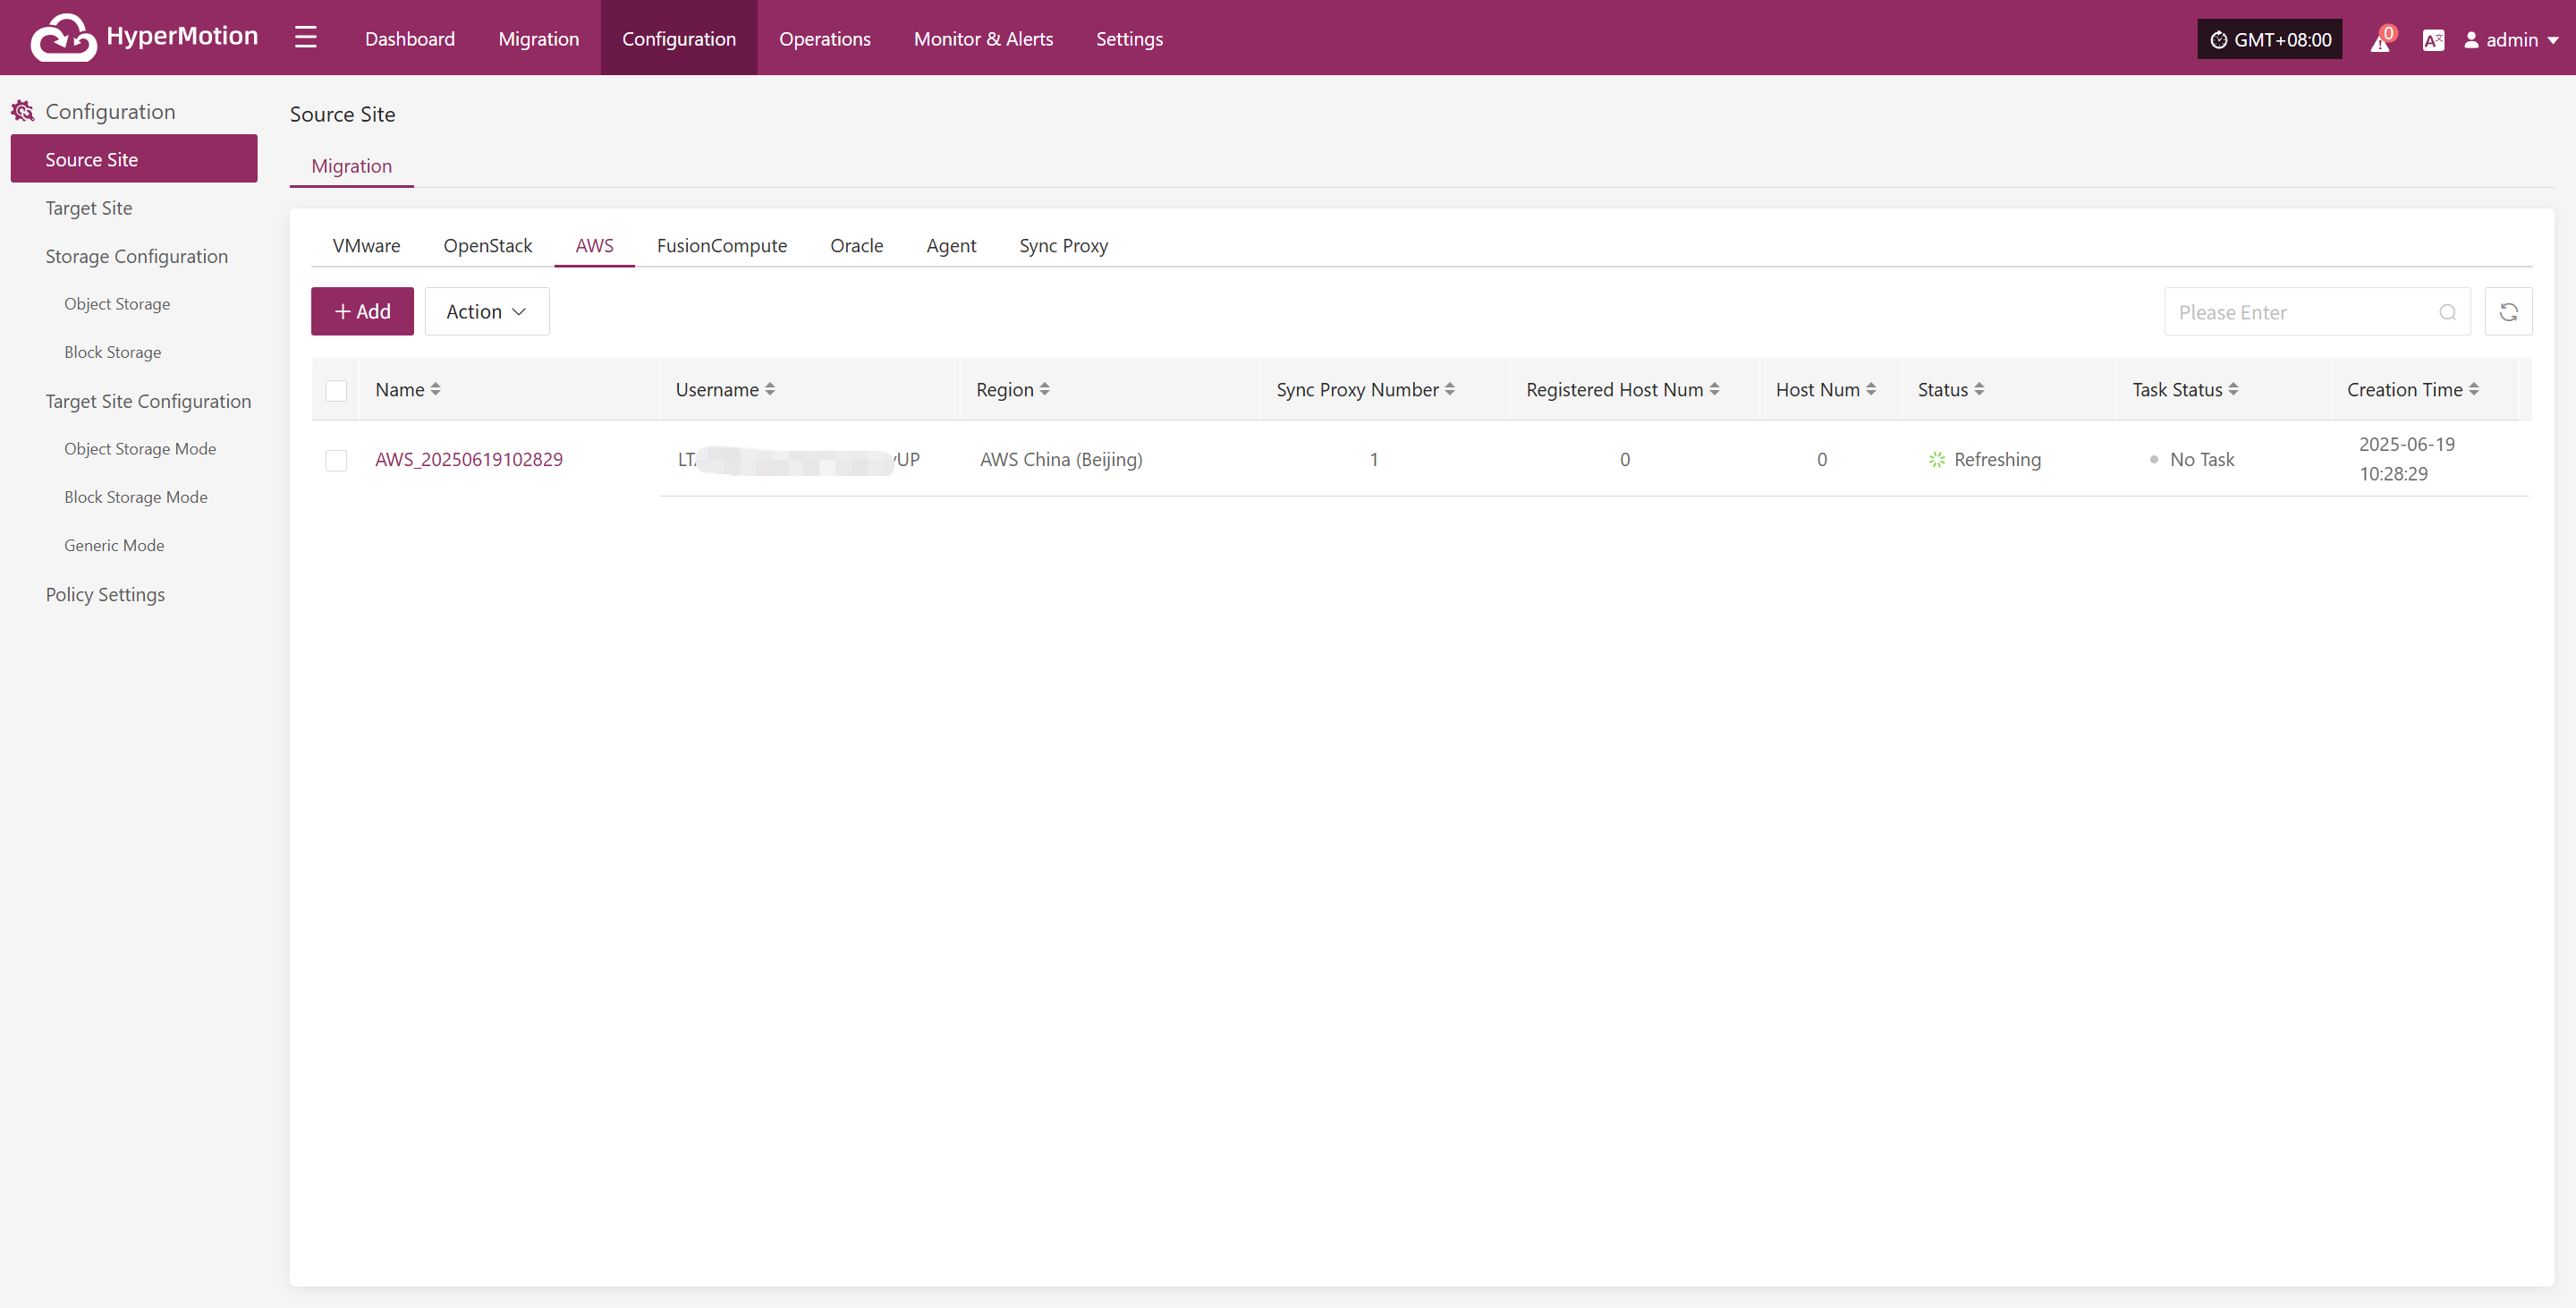 HyperMotion
Dashboard Migration Configuration Operations Monitor & Alerts Settings
GMT+08:00 0 admin
Configuration
Source Site
Target Site
Storage Configuration
Object Storage
Block Storage
Target Site Configuration
Object Storage Mode
Block Storage Mode
Generic Mode
Policy Settings
Source Site
Migration
VMware OpenStack AWS FusionCompute Oracle Agent Sync Proxy
+ Add Action Please Enter
Name Username Region Sync Proxy Number Registered Host Num Host Num Status Task Status Creation Time
AWS_20250619102829 AWS China (Beijing) 1 0 0 Refreshing No Task 2025-06-19
10:28:29